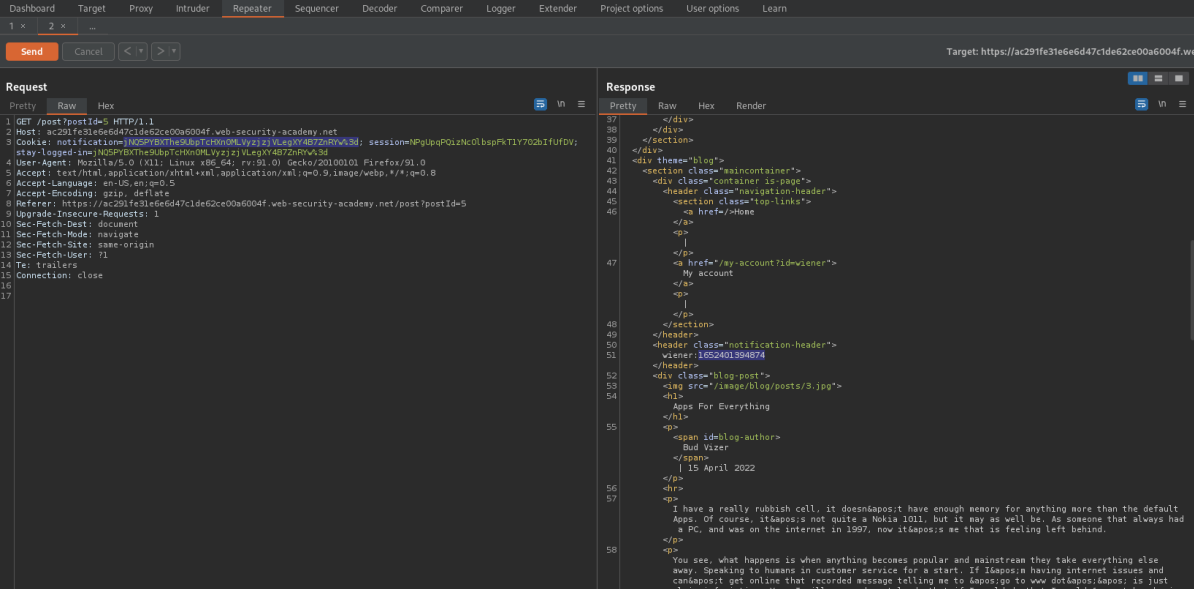 Dashboard Target Proxy Intruder Repeater Sequencer Decoder Comparer Logger Extender Project options User options Learn
1 × 2 × ...
Send Cancel < > Target: https://ac291fe31e6e6d47c1de62ce00a6004f.we
Request
Pretty Raw Hex \n
1 GET /post?postId=5 HTTP/1.1
2 Host: ac291fe31e6e6d47c1de62ce00a6004f.web-security-academy.net
3 Cookie: notification=jNQ5PYBXThe9UbpTcHXnOMLVyzjzjVLegXY4B7ZnRYw%3d; session=NPgUpqPQizNcOlbspFkT1Y702bIfUfDV;
stay-logged-in=jNQ5PYBXThe9UbpTcHXnOMLVyzjzjVLegXY4B7ZnRYw%3d
4 User-Agent: Mozilla/5.0 (X11; Linux x86_64; rv:91.0) Gecko/20100101 Firefox/91.0
5 Accept: text/html,application/xhtml+xml,application/xml;q=0.9,image/webp,*/*;q=0.8
6 Accept-Language: en-US,en;q=0.5
7 Accept-Encoding: gzip, deflate
8 Referer: https://ac291fe31e6e6d47c1de62ce00a6004f.web-security-academy.net/post?postId=5
9 Upgrade-Insecure-Requests: 1
10 Sec-Fetch-Dest: document
11 Sec-Fetch-Mode: navigate
12 Sec-Fetch-Site: same-origin
13 Sec-Fetch-User: ?1
14 Te: trailers
15 Connection: close
16
17
Response
Pretty Raw Hex Render \n
37 </div>
38 </div>
39 </section>
40 </div>
41 <div theme="blog">
42 <section class="maincontainer">
43 <div class="container is-page">
44 <header class="navigation-header">
45 <section class="top-links">
46 <a href=/>Home
</a>
<p>
|
</p>
47 <a href="/my-account?id=wiener">
My account
</a>
<p>
|
</p>
48 </section>
49 </header>
50 <header class="notification-header">
51 wiener:1652401394874
</header>
52 <div class="blog-post">
53 <img src="/image/blog/posts/3.jpg">
54 <h1>
Apps For Everything
</h1>
55 <p>
<span id=blog-author>
Bud Vizer
</span>
| 15 April 2022
</p>
56 <hr>
57 <p>
I have a really rubbish cell, it doesn&apos;t have enough memory for anything more than the default
Apps. Of course, it&apos;s not quite a Nokia 1011, but it may as well be. As someone that always had
a PC, and was on the internet in 1997, now it&apos;s me that is feeling left behind.
</p>
58 <p>
You see, what happens is when anything becomes popular and mainstream they take everything else
away. Speaking to humans in customer service for a start. If I&apos;m having internet issues and
can&apos;t get online that recorded message telling me to &apos;go to www dot&apos;&apos; is just